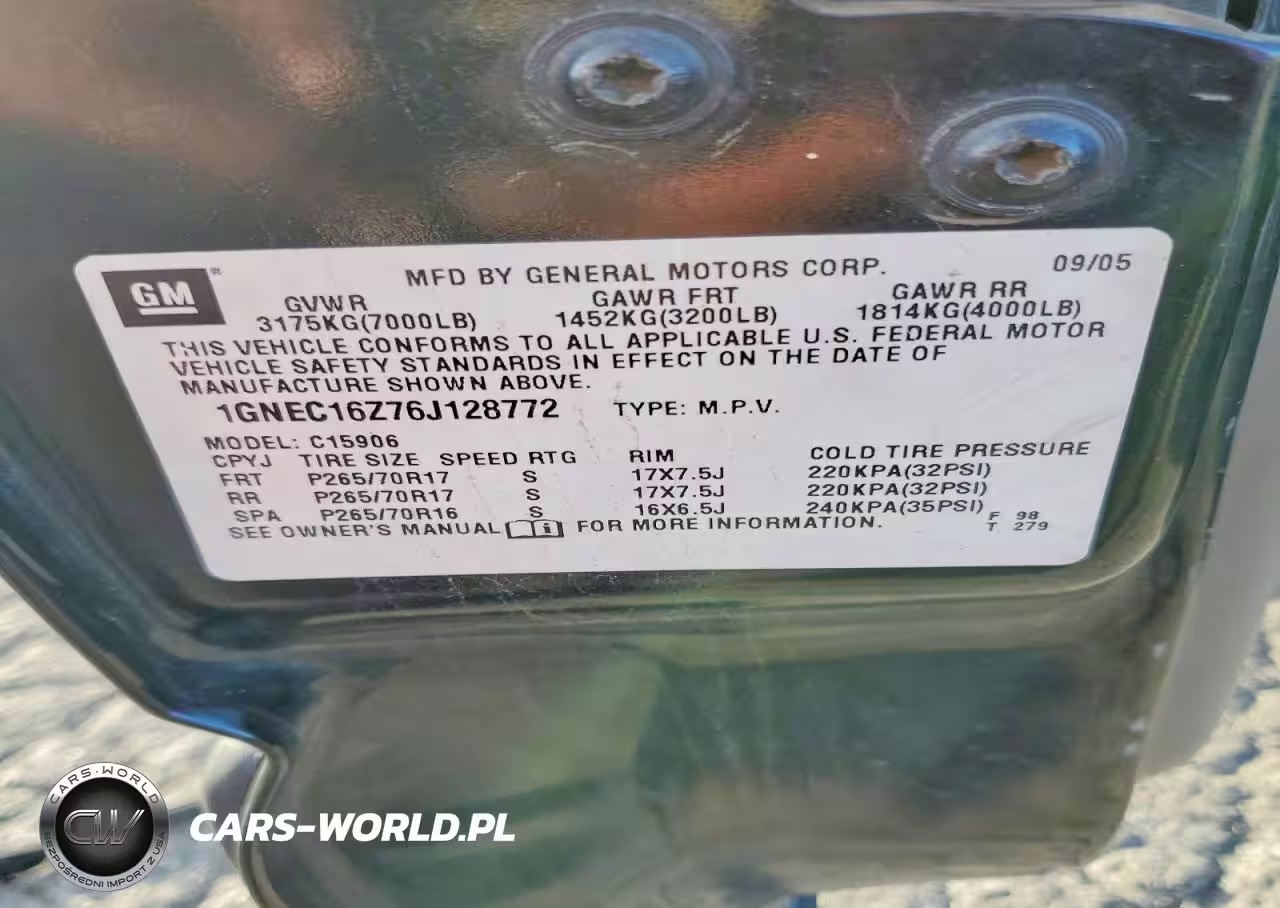 GM ®
MFD BY GENERAL MOTORS CORP. 09/05
GVWR GAWR FRT GAWR RR
3175KG(7000LB) 1452KG(3200LB) 1814KG(4000LB)
THIS VEHICLE CONFORMS TO ALL APPLICABLE U.S. FEDERAL MOTOR
VEHICLE SAFETY STANDARDS IN EFFECT ON THE DATE OF
MANUFACTURE SHOWN ABOVE.
1GNEC16Z76J128772 TYPE: M.P.V.
MODEL: C15906
CPYJ TIRE SIZE SPEED RTG RIM COLD TIRE PRESSURE
FRT P265/70R17 S 17X7.5J 220KPA(32PSI)
RR P265/70R17 S 17X7.5J 220KPA(32PSI)
SPA P265/70R16 S 16X6.5J 240KPA(35PSI) F 98
SEE OWNER'S MANUAL i FOR MORE INFORMATION. T 279
CARS-WORLD
CW
BEZPOŚREDNI IMPORT Z USA
CARS-WORLD.PL